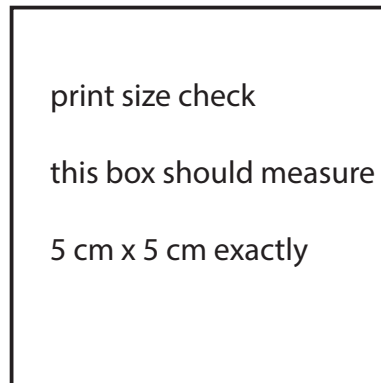 print size check
this box should measure
5 cm x 5 cm exactly